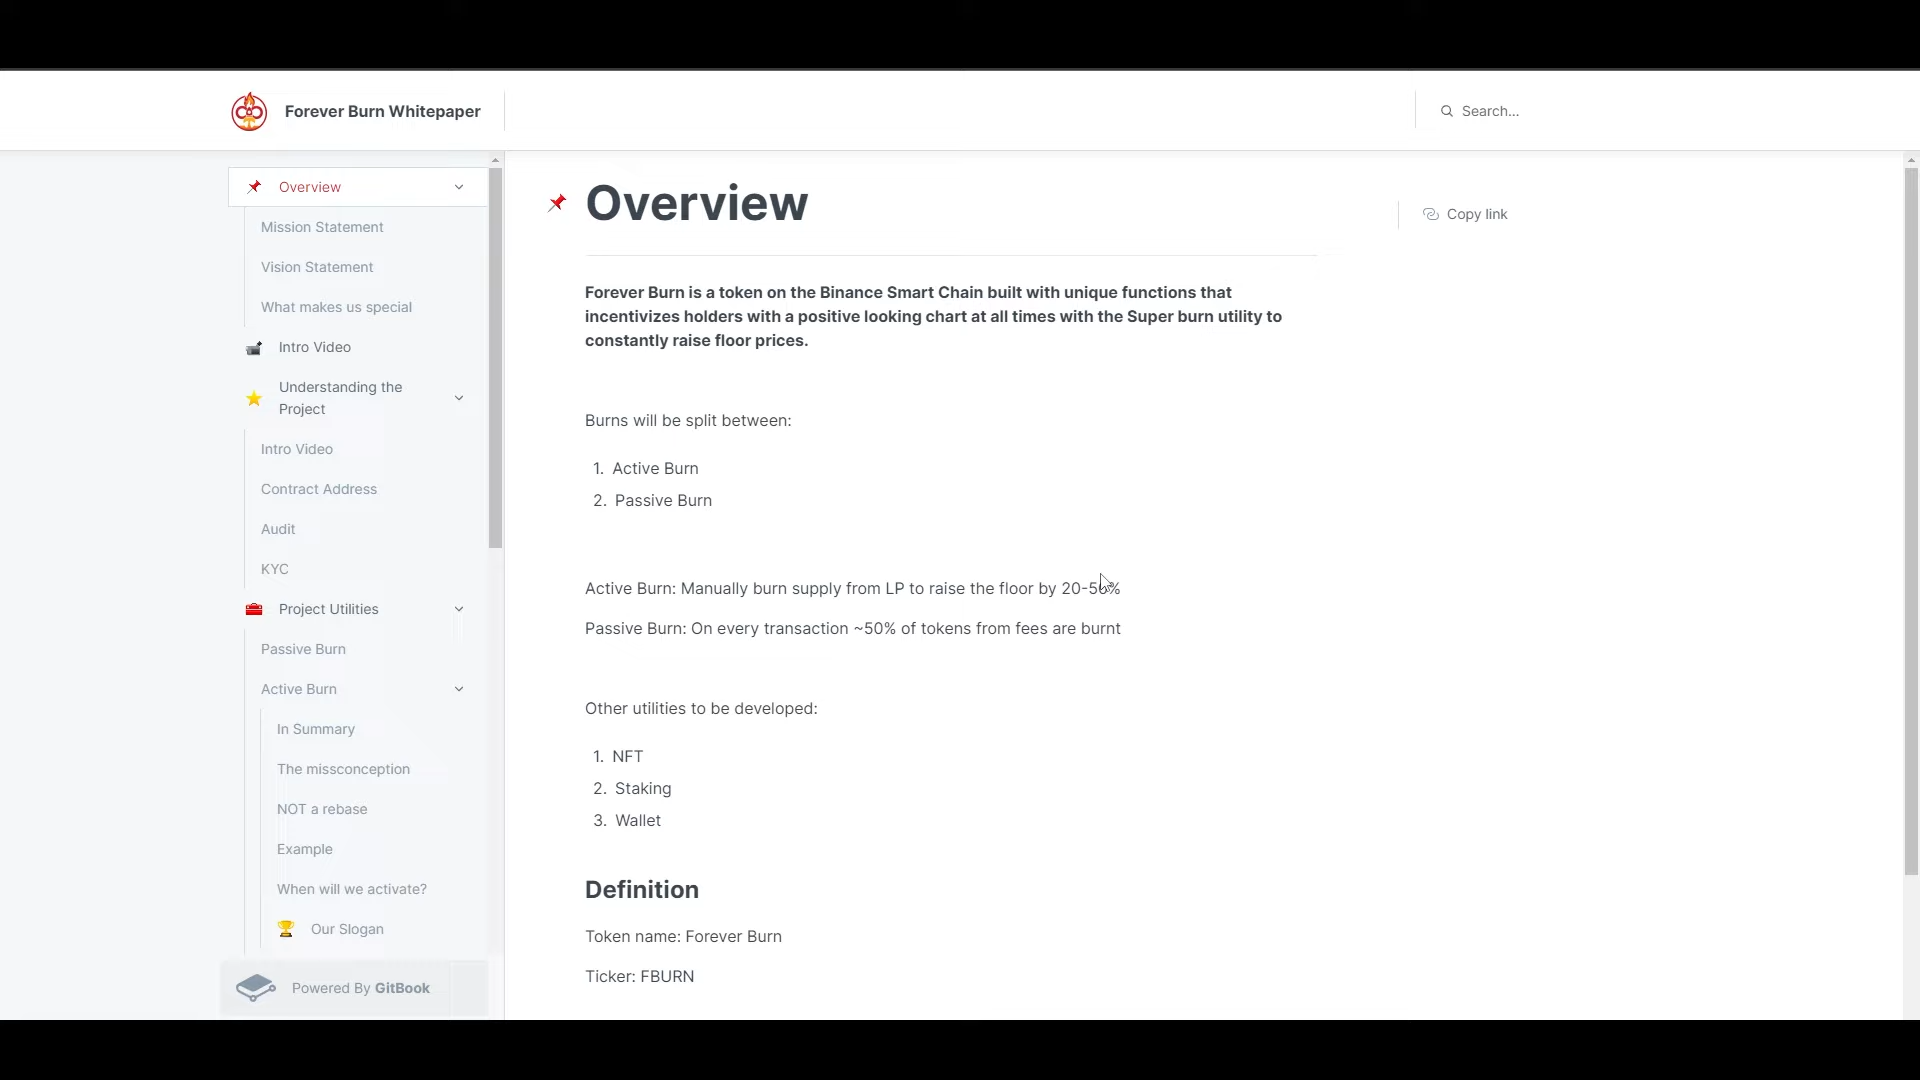 Forever Burn Whitepaper
Search...
Overview
Mission Statement
Vision Statement
What makes us special
Intro Video
Understanding the
Project
Intro Video
Contract Address
Audit
KYC
Project Utilities
Passive Burn
Active Burn
In Summary
The missconception
NOT a rebase
Example
When will we activate?
Our Slogan
Powered By GitBook
Overview
Copy link
Forever Burn is a token on the Binance Smart Chain built with unique functions that
incentivizes holders with a positive looking chart at all times with the Super burn utility to
constantly raise floor prices.
Burns will be split between:
1. Active Burn
2. Passive Burn
Active Burn: Manually burn supply from LP to raise the floor by 20-50%
Passive Burn: On every transaction ~50% of tokens from fees are burnt
Other utilities to be developed:
1. NFT
2. Staking
3. Wallet
Definition
Token name: Forever Burn
Ticker: FBURN